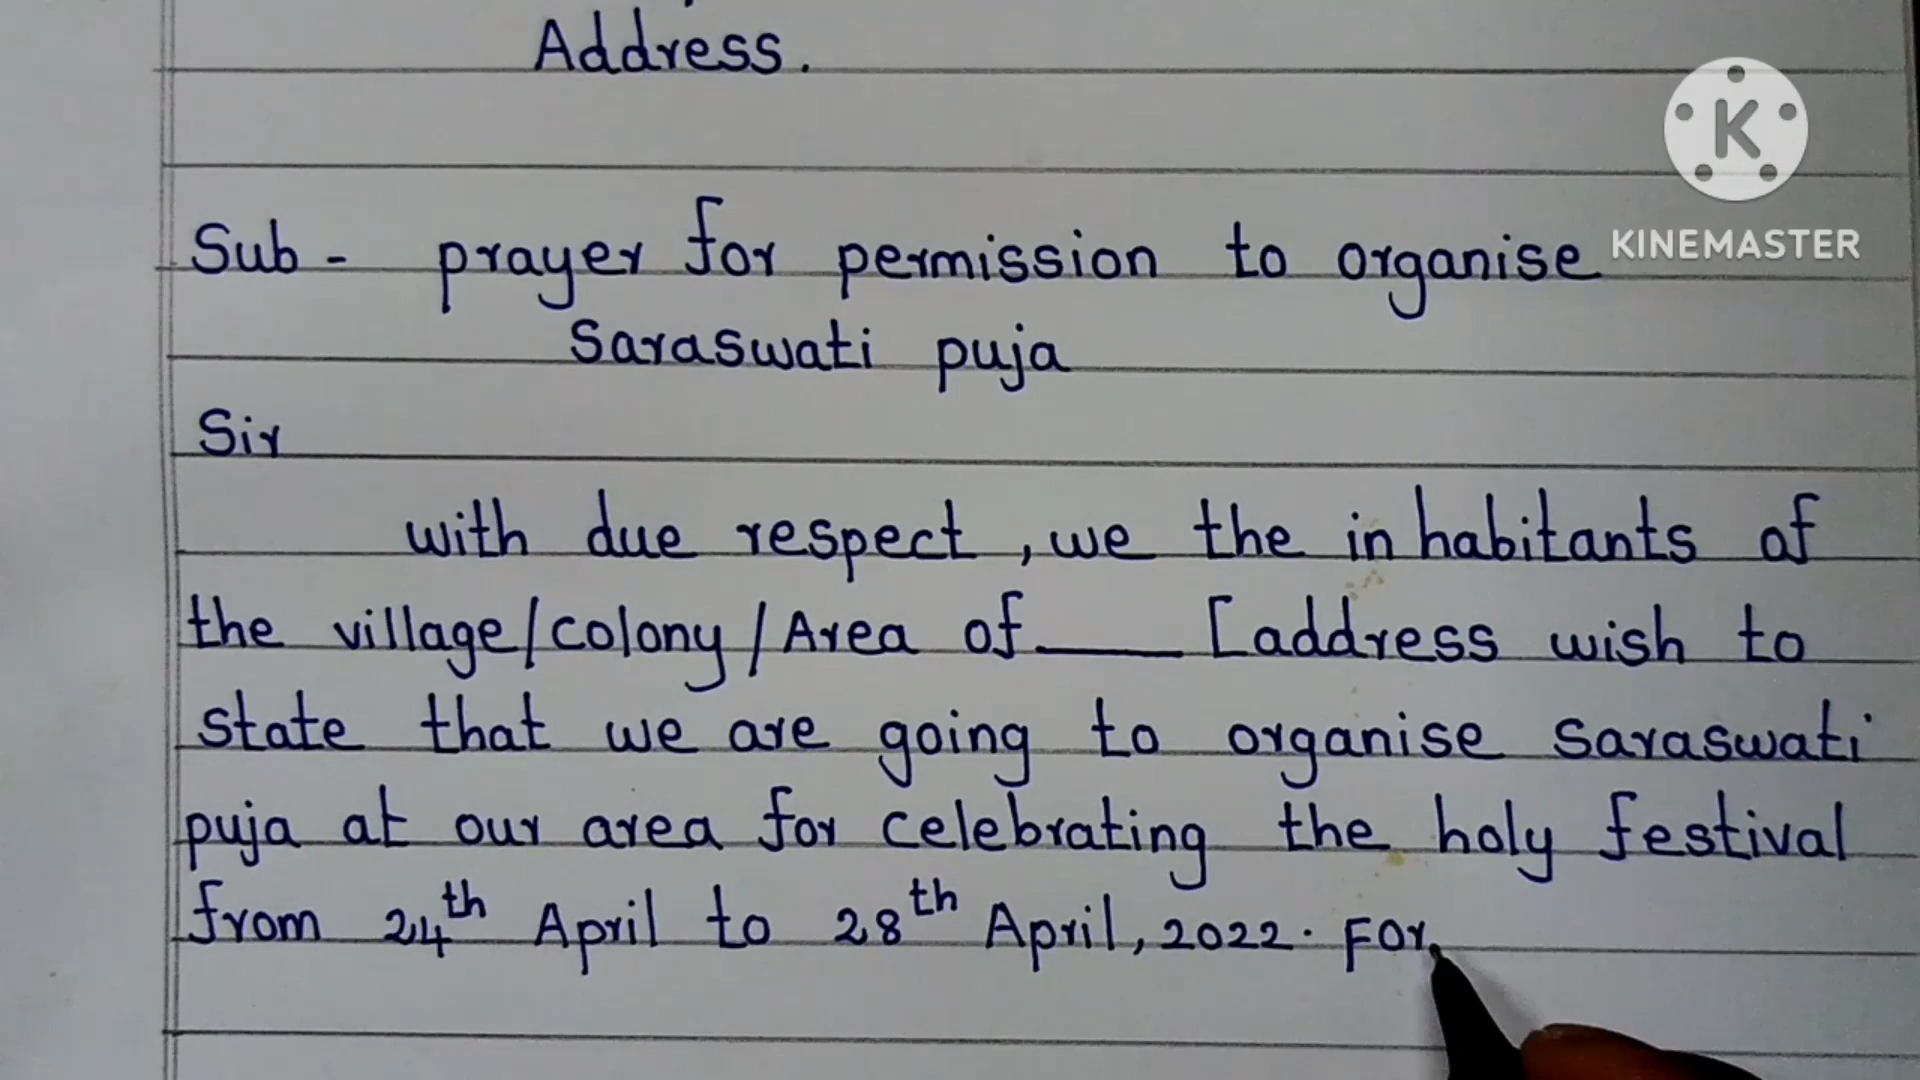 Address.
K
KINEMASTER
Sub - prayer for permission to organise
Saraswati puja
Sir
with due respect, we the inhabitants of
the village/colony/Area of____ [address wish to
state that we are going to organise saraswati
puja at our area for celebrating the holy festival
from 24th April to 28th April, 2022. For